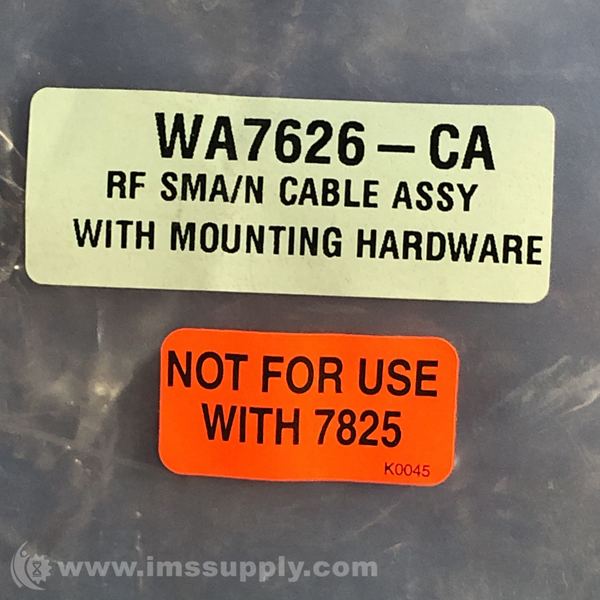 WA7626-CA
RF SMA/N CABLE ASSY
WITH MOUNTING HARDWARE
NOT FOR USE
WITH 7825
K0045
www.imssupply.com